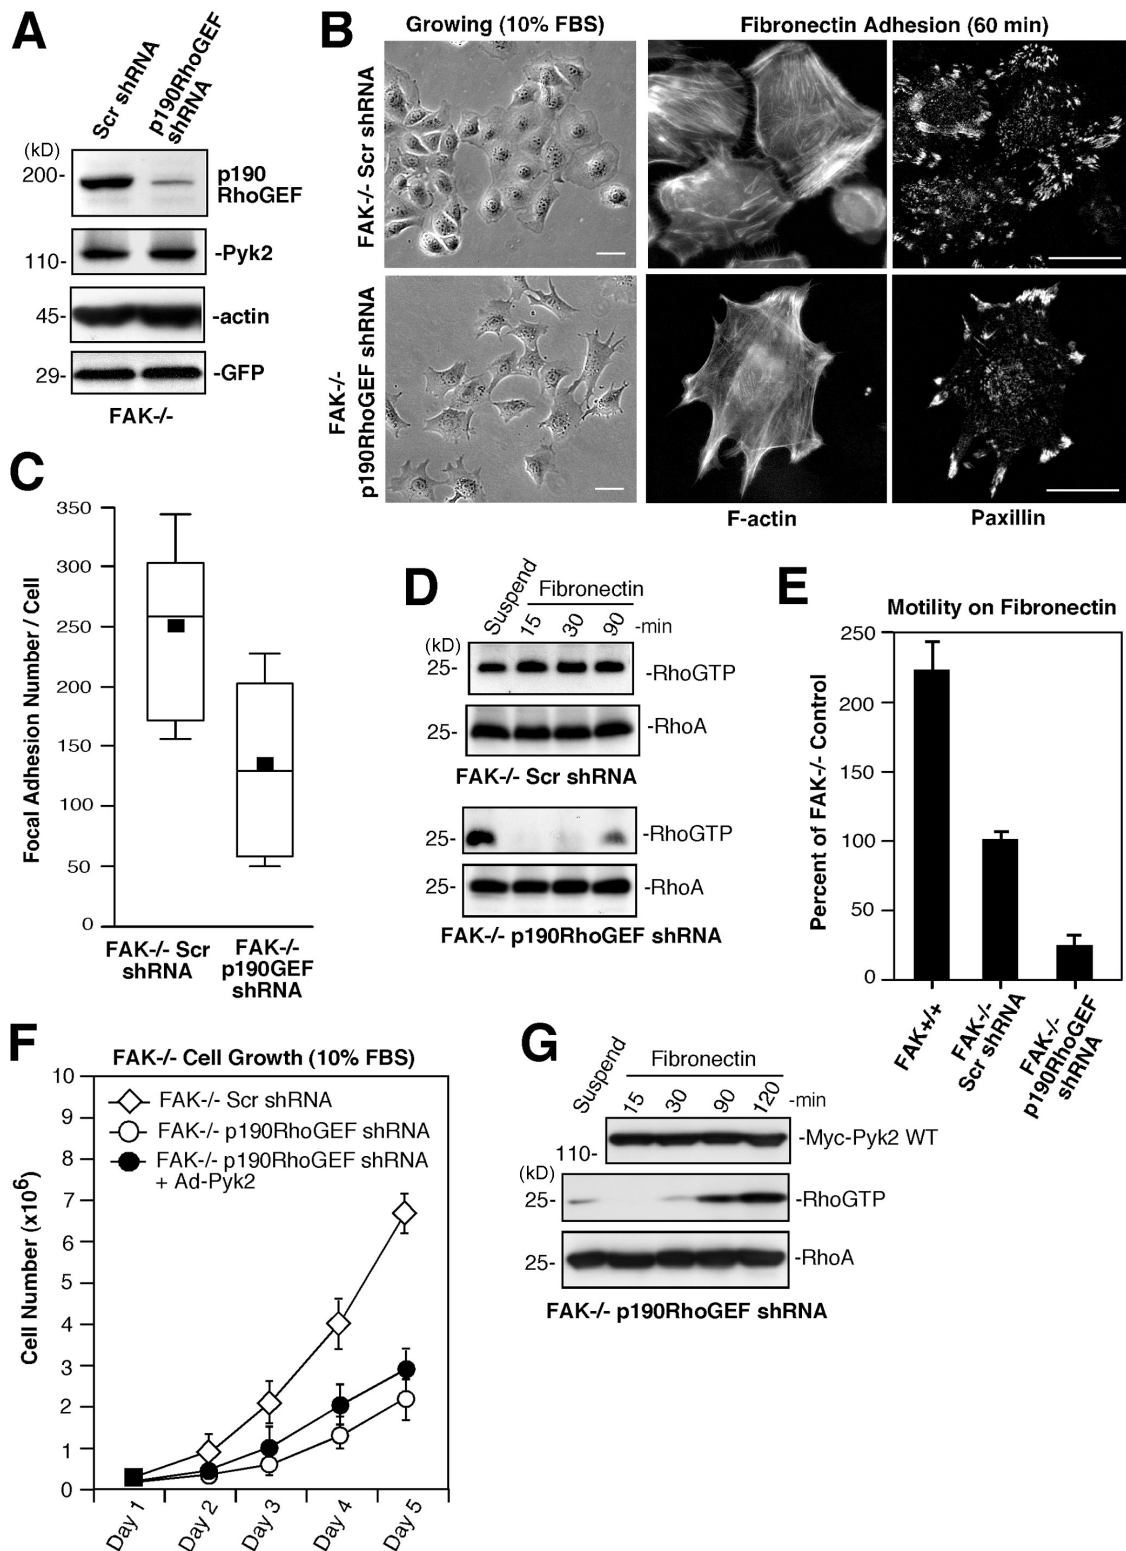 A
Scr shRNA
p190RhoGEF
shRNA
(kD)
200-
p190
RhoGEF
110-
-Pyk2
45-
-actin
29-
-GFP
FAK-/-
B
Growing (10% FBS)
Fibronectin Adhesion (60 min)
FAK-/- Scr shRNA
FAK-/-
p190RhoGEF shRNA
F-actin
Paxillin
C
Focal Adhesion Number / Cell
350
300
250
200
150
100
50
0
FAK-/- Scr
shRNA
FAK-/-
p190GEF
shRNA
D
Suspend
Fibronectin
15
30
90
-min
(kD)
25-
-RhoGTP
25-
-RhoA
FAK-/- Scr shRNA
25-
-RhoGTP
25-
-RhoA
FAK-/- p190RhoGEF shRNA
E
Motility on Fibronectin
Percent of FAK-/- Control
250
200
150
100
50
0
FAK+/+
FAK-/-
Scr shRNA
FAK-/-
p190RhoGEF
shRNA
F
FAK-/- Cell Growth (10% FBS)
Cell Number (x10⁶)
10
9
8
7
6
5
4
3
2
1
0
FAK-/- Scr shRNA
FAK-/- p190RhoGEF shRNA
FAK-/- p190RhoGEF shRNA
+ Ad-Pyk2
Day 1
Day 2
Day 3
Day 4
Day 5
G
Suspend
Fibronectin
15
30
90
120
-min
110-
-Myc-Pyk2 WT
(kD)
25-
-RhoGTP
25-
-RhoA
FAK-/- p190RhoGEF shRNA